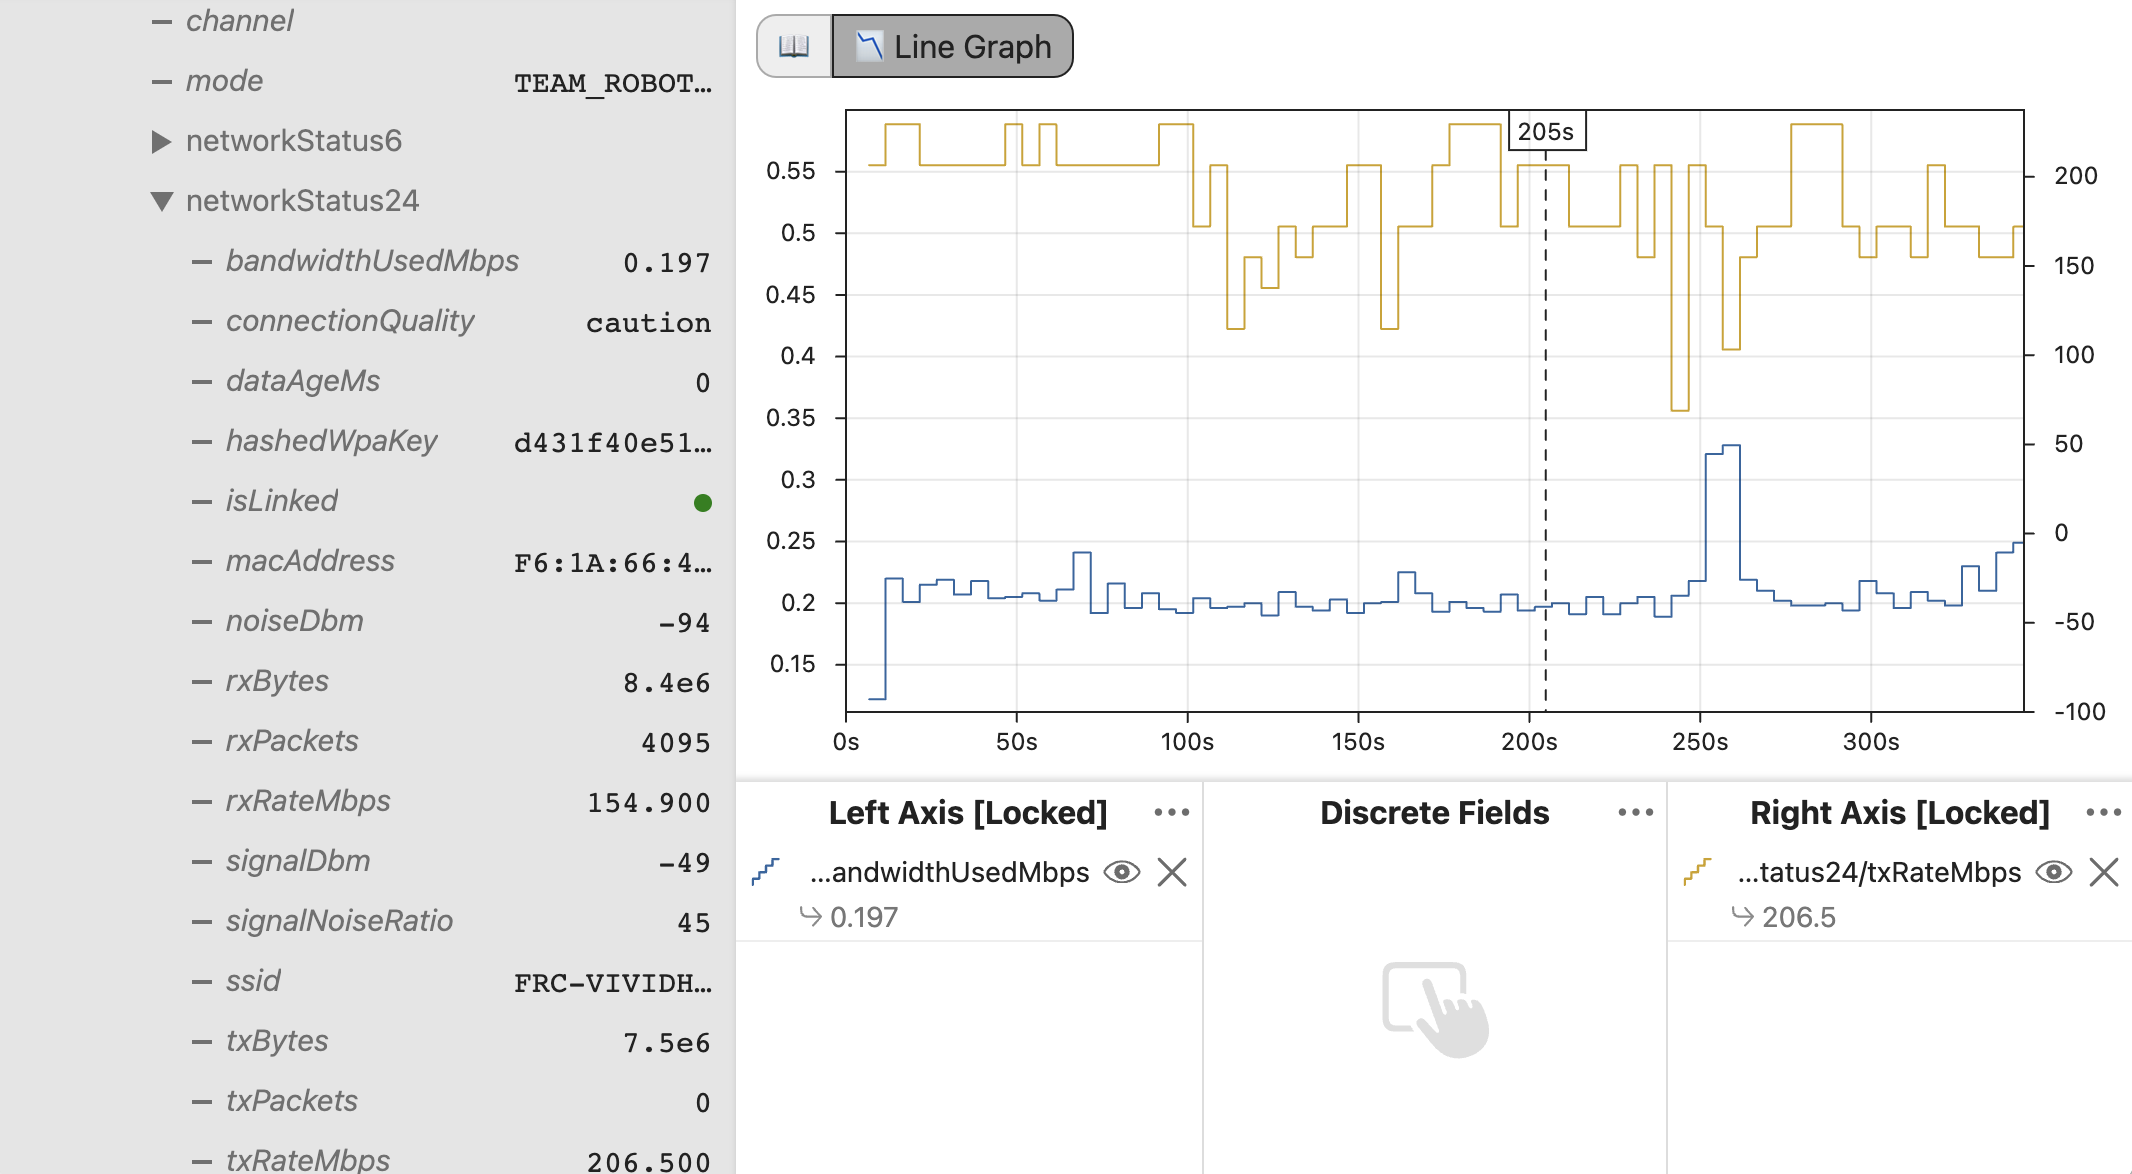 channel
mode TEAM_ROBOT…
networkStatus6
networkStatus24
bandwidthUsedMbps 0.197
connectionQuality caution
dataAgeMs 0
hashedWpaKey d431f40e51…
isLinked
macAddress F6:1A:66:4…
noiseDbm -94
rxBytes 8.4e6
rxPackets 4095
rxRateMbps 154.900
signalDbm -49
signalNoiseRatio 45
ssid FRC-VIVIDH…
txBytes 7.5e6
txPackets 0
txRateMbps 206.500
Line Graph
205s
0.55
0.5
0.45
0.4
0.35
0.3
0.25
0.2
0.15
200
150
100
50
0
-50
-100
0s 50s 100s 150s 200s 250s 300s
Left Axis [Locked] ···
...andwidthUsedMbps
0.197
Discrete Fields ···
Right Axis [Locked] ···
...tatus24/txRateMbps
206.5